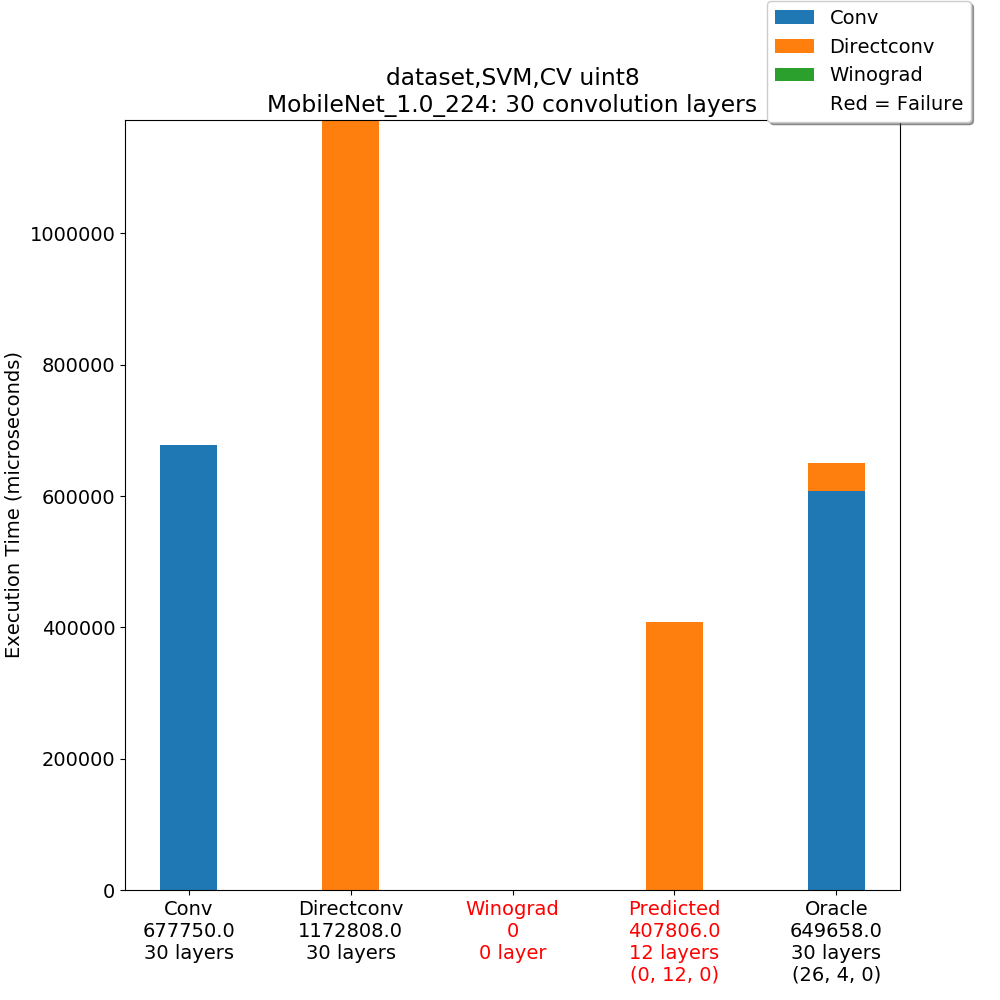 Conv
Directconv
Winograd
Red = Failure
dataset,SVM,CV uint8
MobileNet_1.0_224: 30 convolution layers
Execution Time (microseconds)
1000000
800000
600000
400000
200000
0
Conv
677750.0
30 layers
Directconv
1172808.0
30 layers
Winograd
0
0 layer
Predicted
407806.0
12 layers
(0, 12, 0)
Oracle
649658.0
30 layers
(26, 4, 0)